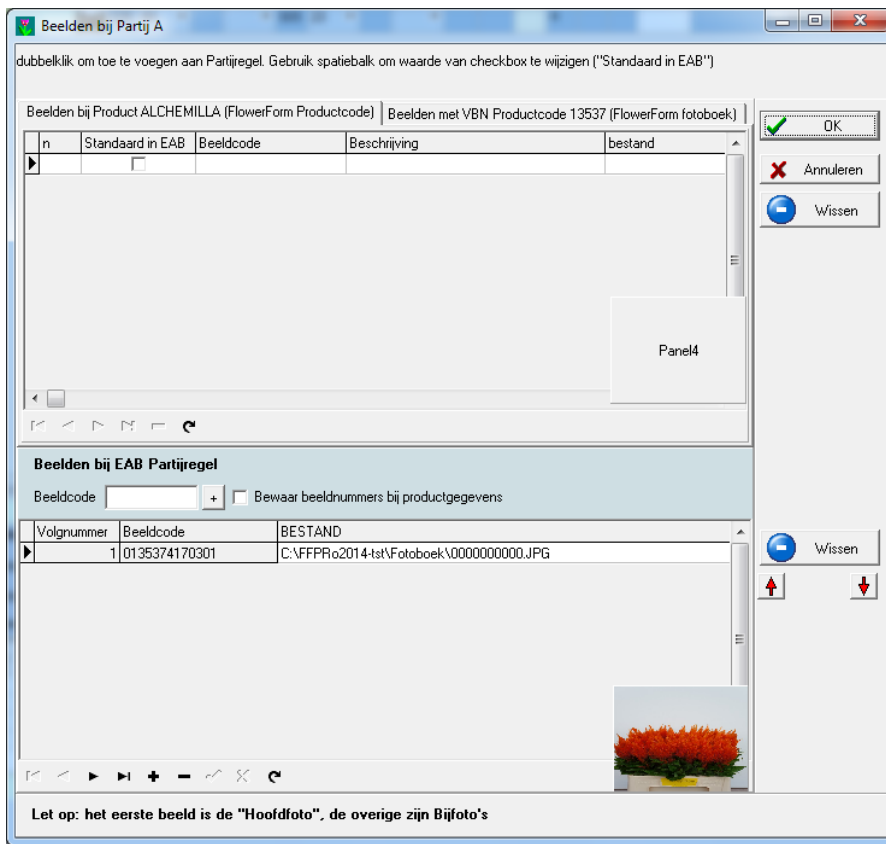 Beelden bij Partij A
dubbelklik om toe te voegen aan Partijregel. Gebruik spatiebalk om waarde van checkbox te wijzigen ("Standaard in EAB")
Beelden bij Product ALCHEMILLA (FlowerForm Productcode) Beelden met VBN Productcode 13537 (FlowerForm fotoboek)
OK
n Standaard in EAB Beeldcode Beschrijving bestand
Annuleren
Wissen
Panel4
Beelden bij EAB Partijregel
Beeldcode + Bewaar beeldnummers bij productgegevens
Volgnummer Beeldcode BESTAND
1 0135374170301 C:\FFPRo2014-tst\Fotoboek\0000000000.JPG
Wissen
Let op: het eerste beeld is de "Hoofdfoto", de overige zijn Bijfoto's